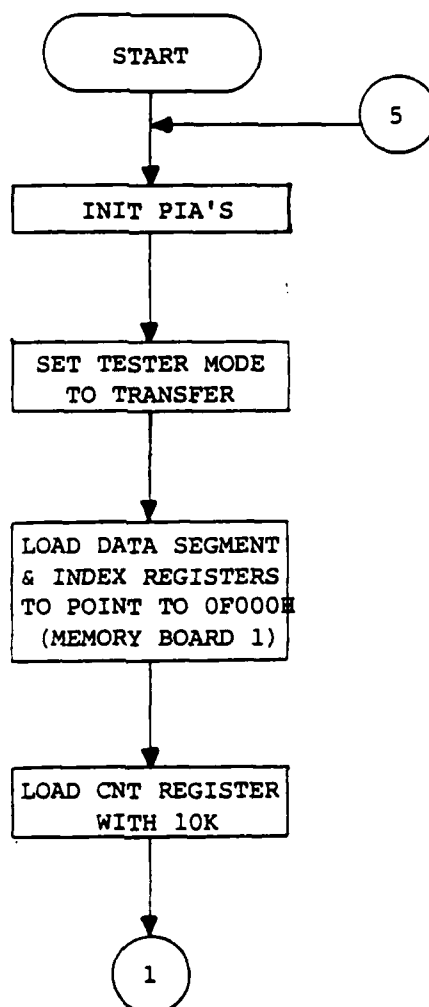 START
5
INIT PIA'S
SET TESTER MODE
TO TRANSFER
LOAD DATA SEGMENT
& INDEX REGISTERS
TO POINT TO 0F000H
(MEMORY BOARD 1)
LOAD CNT REGISTER
WITH 10K
1